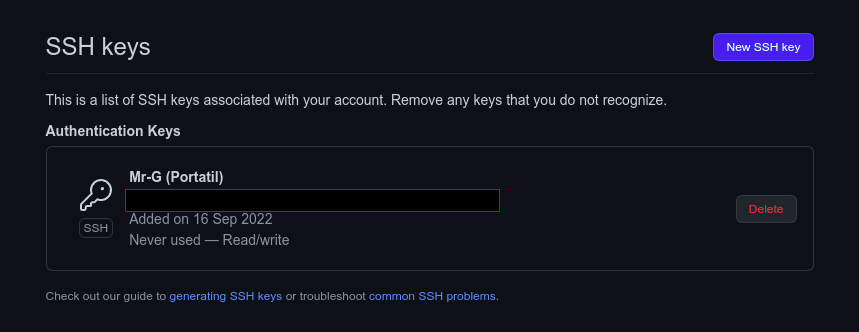 SSH keys
New SSH key
This is a list of SSH keys associated with your account. Remove any keys that you do not recognize.
Authentication Keys
Mr-G (Portatil)
SSH
Added on 16 Sep 2022
Never used — Read/write
Delete
Check out our guide to generating SSH keys or troubleshoot common SSH problems.